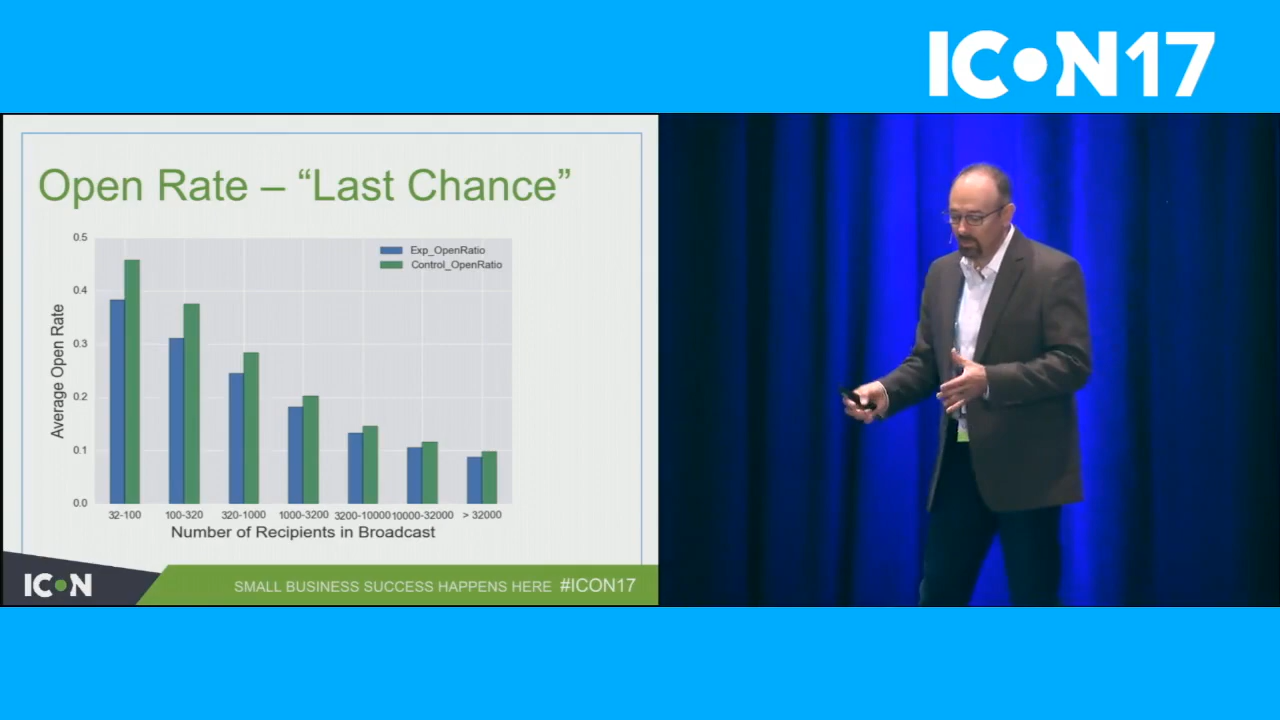 ICON17
Open Rate – “Last Chance”
0.5
0.4
0.3
0.2
0.1
0.0
Average Open Rate
Exp_OpenRatio
Control_OpenRatio
32-100 100-320 320-1000 1000-3200 3200-10000 10000-32000 > 32000
Number of Recipients in Broadcast
ICON
SMALL BUSINESS SUCCESS HAPPENS HERE #ICON17